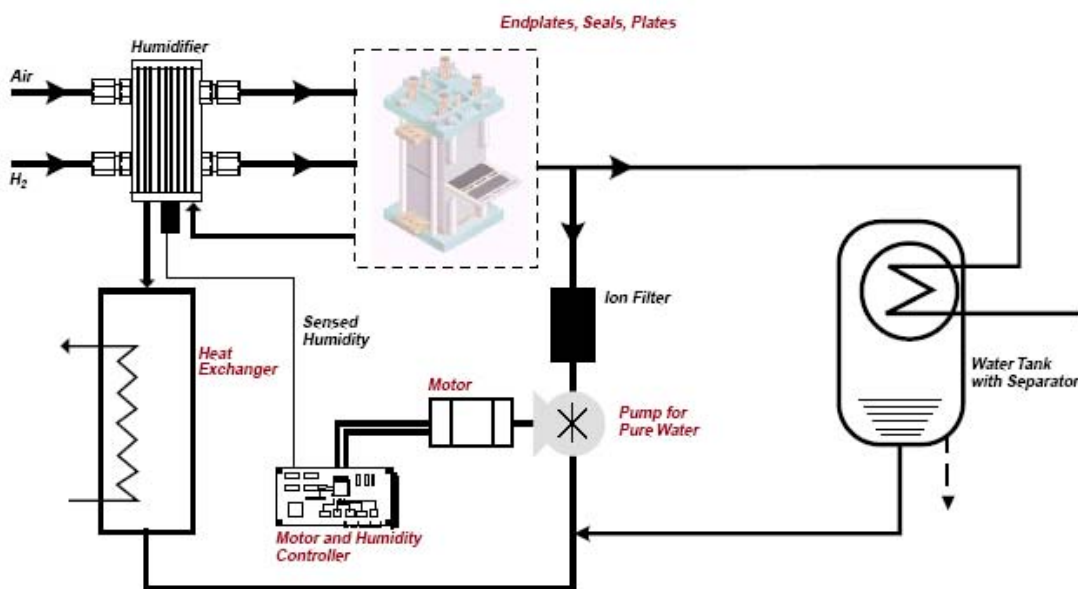 Endplates, Seals, Plates
Humidifier
Air
H₂
Ion Filter
Sensed
Humidity
Heat
Exchanger
Motor
Pump for
Pure Water
Water Tank
with Separator
Motor and Humidity
Controller